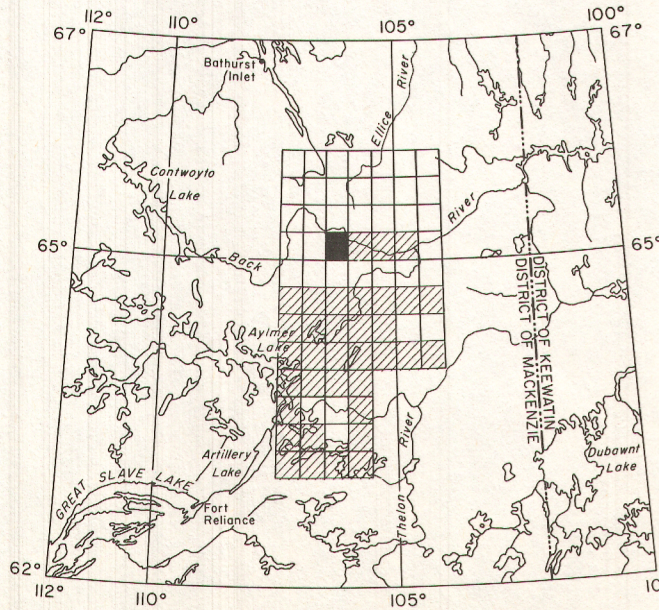 112°
110°
105°
100°
67°
67°
Bathurst
Inlet
Ellice
River
Contwoyto
Lake
River
65°
Back
65°
DISTRICT OF KEEWATIN
DISTRICT OF MACKENZIE
Aylmer
Lake
Artillery
Lake
River
Dubawnt
Lake
GREAT SLAVE LAKE
Fort
Reliance
Thelon
62°
112°
110°
105°
10